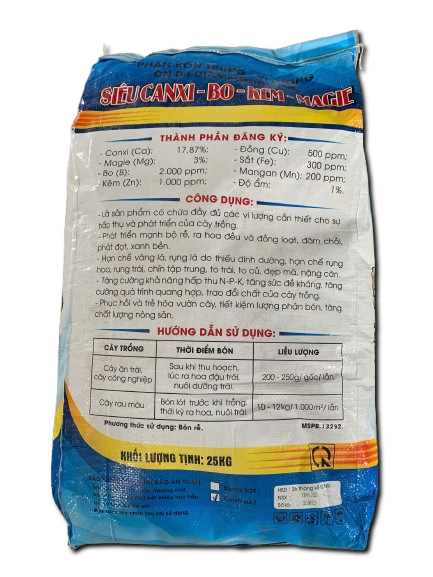 PHÂN BÓN TRUNG
SIÊU CANXI - BO - KẼM - MAGIE
THÀNH PHẦN ĐĂNG KÝ:
- Canxi (Ca): 17,87%; - Đồng (Cu): 500 ppm;
- Magie (Mg): 3%; - Sắt (Fe): 300 ppm;
- Bo (B): 2.000 ppm; - Mangan (Mn): 200 ppm;
- Kẽm (Zn): 1.000 ppm; - Độ ẩm: 1%.
CÔNG DỤNG:
- Là sản phẩm có chứa đầy đủ các vi lượng cần thiết cho sự
hấp thụ và phát triển của cây trồng.
- Phát triển mạnh bộ rễ, ra hoa đều và đồng loạt, đâm chồi,
phát đọt, xanh bền.
- Hạn chế vàng lá, rụng lá do thiếu dinh dưỡng, hạn chế rụng
hoa, rụng trái, chín tập trung, to trái, to củ, đẹp mã, nặng cân.
- Tăng cường khả năng hấp thu N-P-K, tăng sức đề kháng, tăng
cường quá trình quang hợp, trao đổi chất của cây trồng.
- Phục hồi và trẻ hóa vườn cây, tiết kiệm lượng phân bón, tăng
chất lượng nông sản.
HƯỚNG DẪN SỬ DỤNG:
CÂY TRỒNG THỜI ĐIỂM BÓN LIỀU LƯỢNG
Cây ăn trái, cây công nghiệp Sau khi thu hoạch, lúc ra hoa đậu trái, nuôi dưỡng trái. 200 - 250g/ gốc/ lần
Cây rau màu Bón lót trước khi trồng, thời kỳ ra hoa, nuôi trái. 10 - 12kg/ 1.000m²/ lần
Phương thức sử dụng: Bón rễ. MSPB: 13292.
KHỐI LƯỢNG TỊNH: 25KG